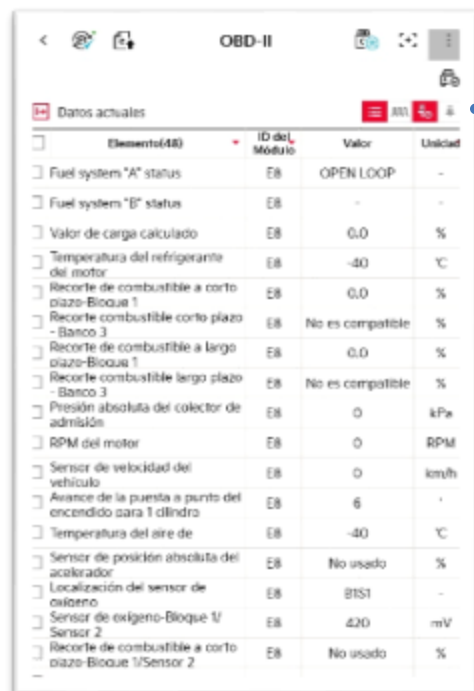 OBD-II
Datos actuales
Elemento(48) ID del Módulo Valor Unidad
Fuel system "A" status E8 OPEN LOOP -
Fuel system "B" status E8 - -
Valor de carga calculado E8 0.0 %
Temperatura del refrigerante
del motor E8 -40 °C
Recorte de combustible a corto
plazo-Bloque 1 E8 0.0 %
Recorte combustible corto plazo
- Banco 3 E8 No es compatible %
Recorte de combustible a largo
plazo-Bloque 1 E8 0.0 %
Recorte combustible largo plazo
- Banco 3 E8 No es compatible %
Presión absoluta del colector de
admisión E8 0 kPa
RPM del motor E8 0 RPM
Sensor de velocidad del
vehículo E8 0 km/h
Avance de la puesta a punto del
encendido para 1 cilindro E8 6 °
Temperatura del aire de E8 -40 °C
Sensor de posición absoluta del
acelerador E8 No usado %
Localización del sensor de
oxígeno E8 B1S1 -
Sensor de oxígeno-Bloque 1/
Sensor 2 E8 420 mV
Recorte de combustible a corto
plazo-Bloque 1/Sensor 2 E8 No usado %